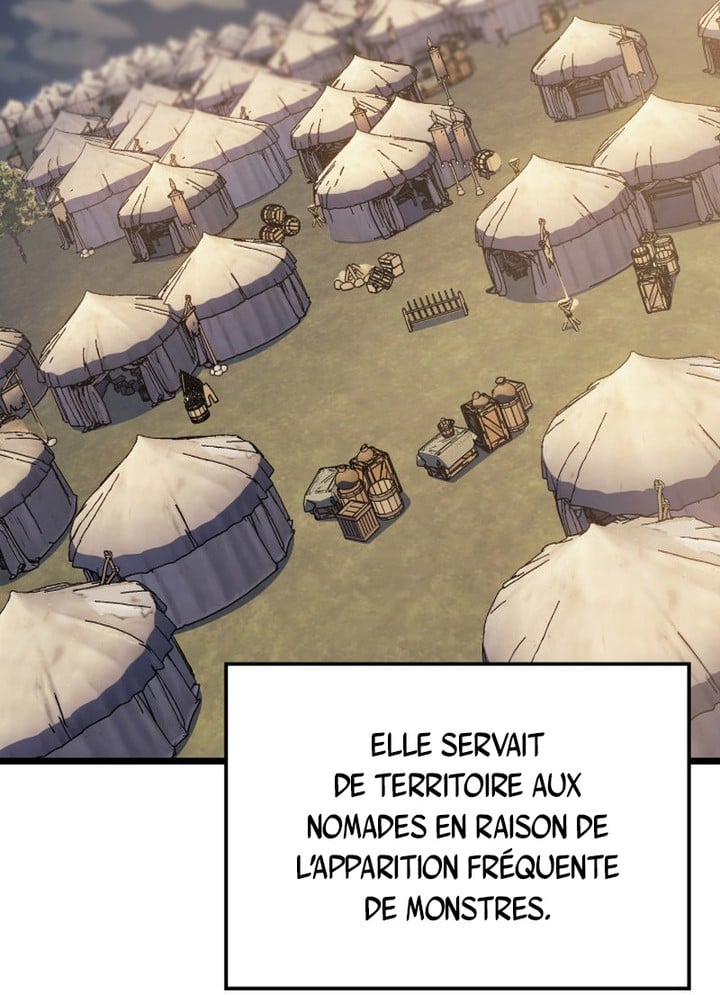 ELLE SERVAIT
DE TERRITOIRE AUX
NOMADES EN RAISON DE
L'APPARITION FRÉQUENTE
DE MONSTRES.